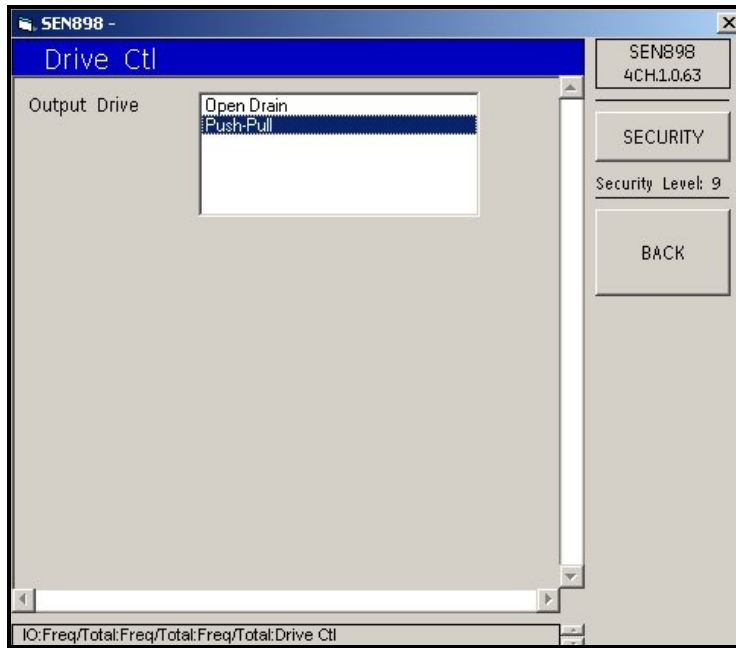 SEN898 -
Drive Ctl
Output Drive
Open Drain
Push-Pull
SEN898
4CH.1.0.63
SECURITY
Security Level: 9
BACK
IO:Freq/Total:Freq/Total:Freq/Total:Drive Ctl